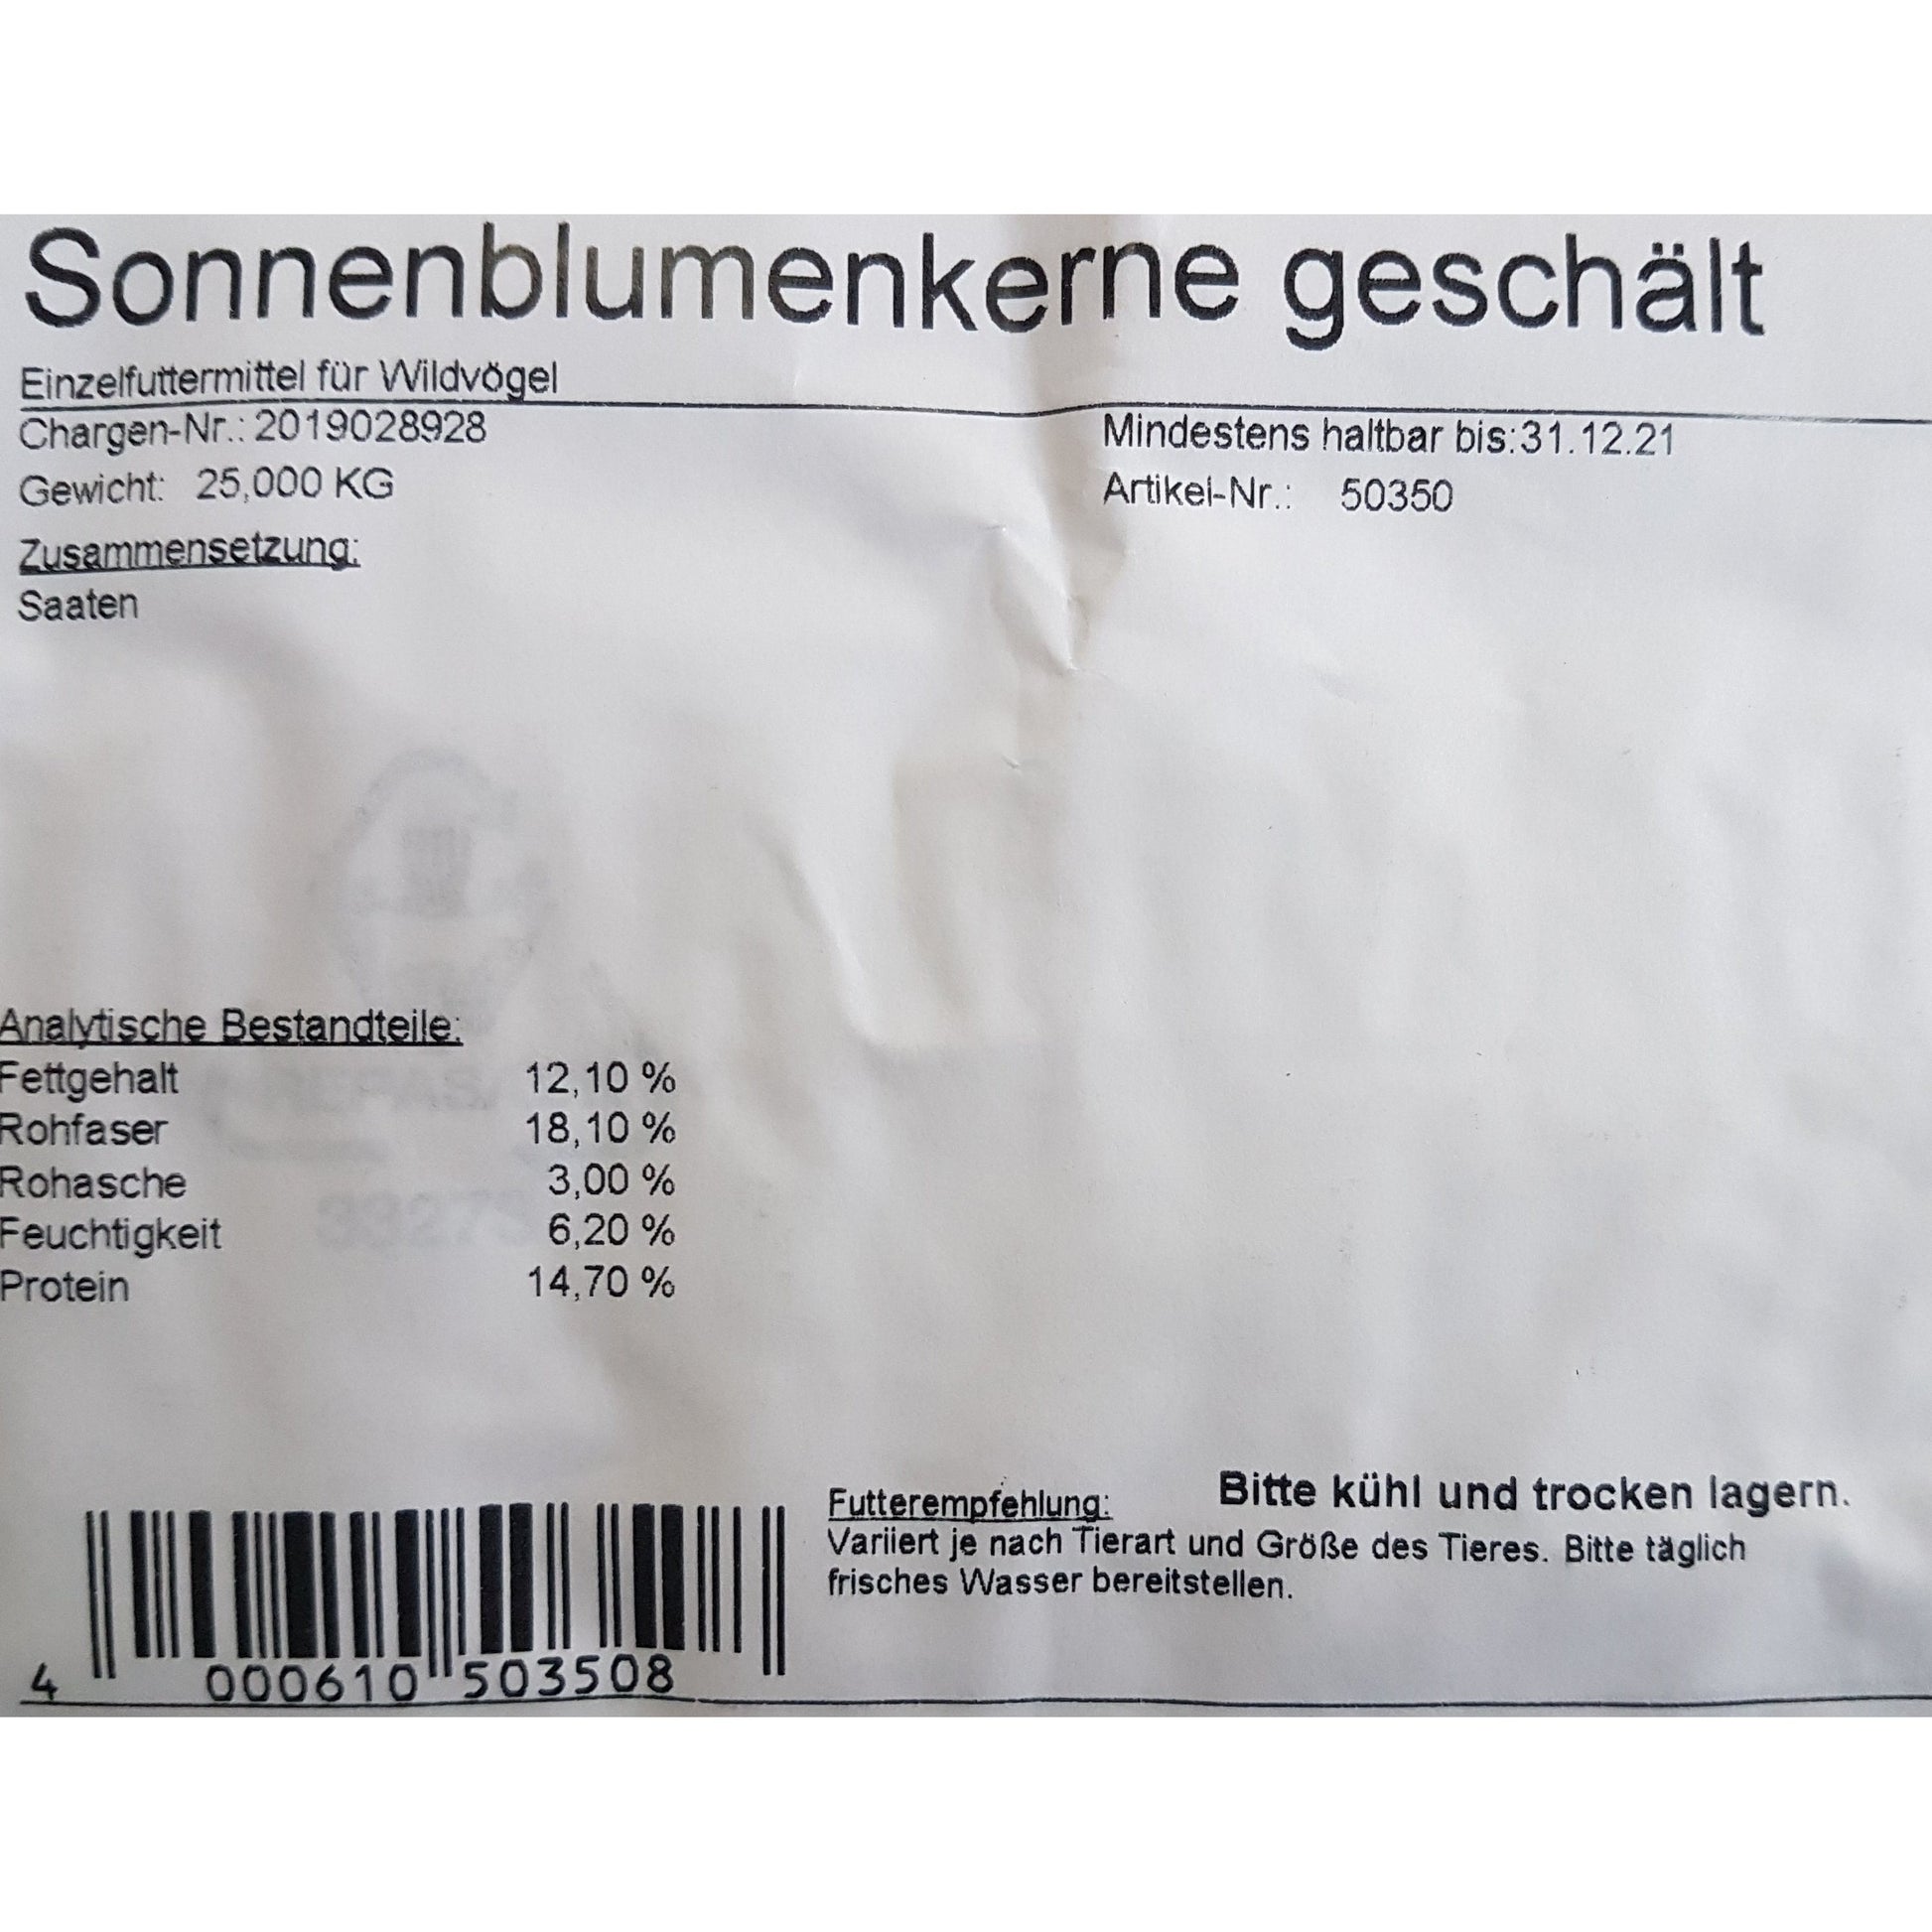 Sonnenblumenkerne geschält
Einzelfuttermittel für Wildvögel
Chargen-Nr.: 2019028928
Mindestens haltbar bis:31.12.21
Gewicht: 25,000 KG
Artikel-Nr.: 50350
Zusammensetzung:
Saaten
Analytische Bestandteile:
Fettgehalt 12,10 %
Rohfaser 18,10 %
Rohasche 3,00 %
Feuchtigkeit 6,20 %
Protein 14,70 %
Futterempfehlung: Bitte kühl und trocken lagern.
Variiert je nach Tierart und Größe des Tieres. Bitte täglich
frisches Wasser bereitstellen.
4 000610 503508